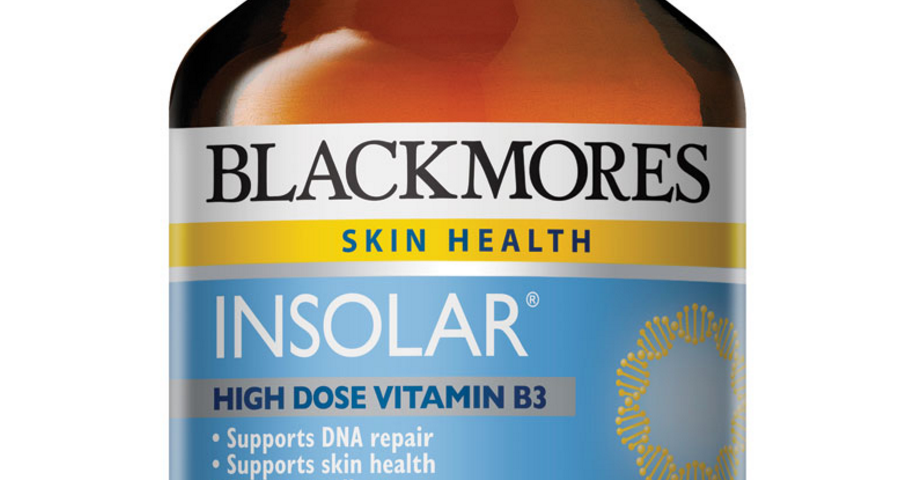 BLACKMORES
SKIN HEALTH
INSOLAR®
HIGH DOSE VITAMIN B3
• Supports DNA repair
• Supports skin health